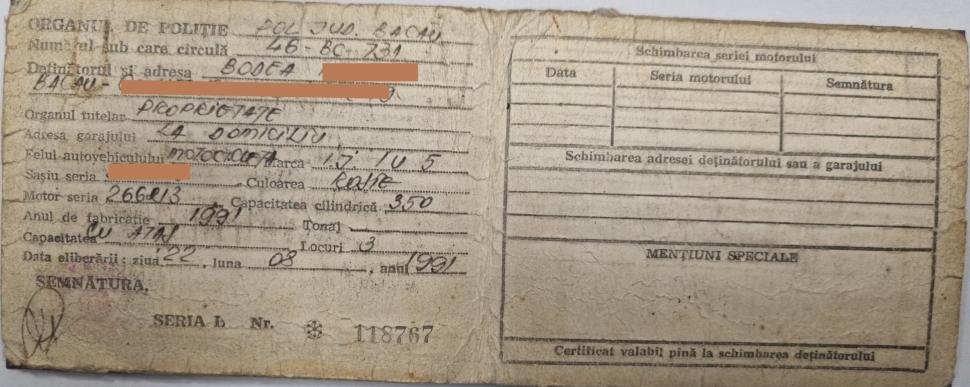 ORGANUL DE POLIȚIE POL JUD. BACĂU
Numărul sub care circulă 46-BC-731
Deținătorul și adresa BODEA
BACĂU-
Organul tutelar PROPRIETATE
Adresa garajului LA DOMICILIU
Felul autovehiculului MOTOCICLETA Marca IJ IU 5
Sașiu seria Culoarea ROȘIE
Motor seria Capacitatea cilindrică 350
Anul de fabricație 1991 Tonaj
Capacitatea CU ATAȘ Locuri 3
Data eliberării: ziua 22, luna 08, anul 1991
SEMNĂTURA,
SERIA D Nr. 118767
Schimbarea seriei motorului
Data Seria motorului Semnătura
Schimbarea adresei deținătorului sau a garajului
MENȚIUNI SPECIALE
Certificat valabil pină la schimbarea deținătorului